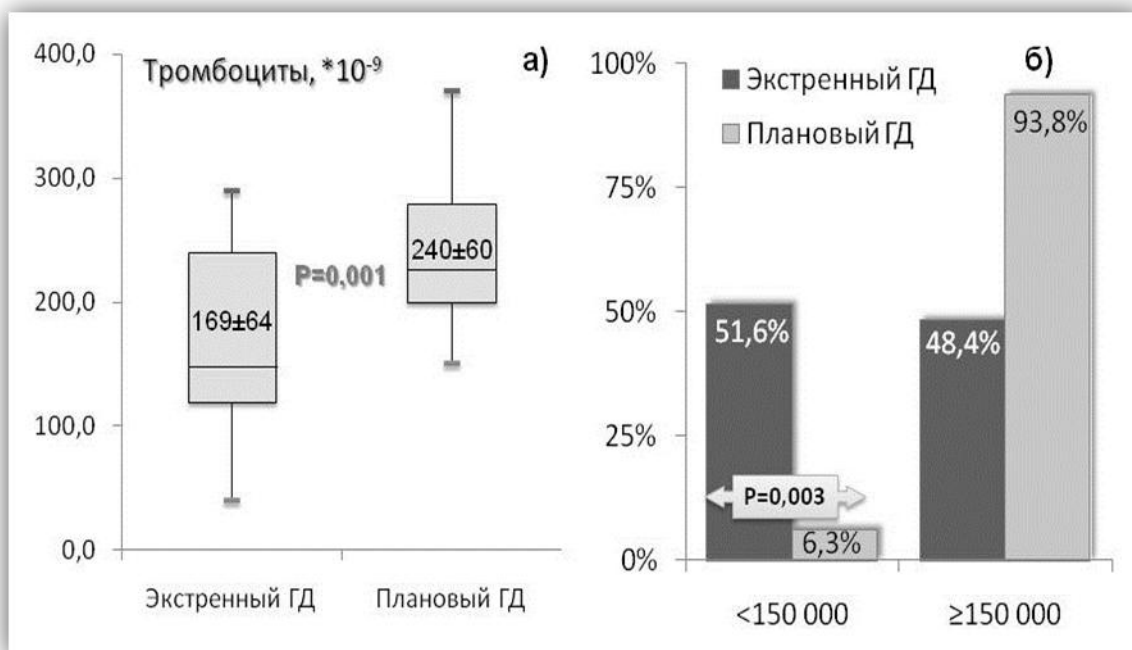 400,0
300,0
200,0
100,0
0,0
Тромбоциты, *10⁻⁹
а)
169±64
P=0,001
240±60
Экстренный ГД
Плановый ГД
100%
75%
50%
25%
0%
Экстренный ГД
Плановый ГД
б)
51,6%
6,3%
48,4%
93,8%
P=0,003
<150 000
≥150 000